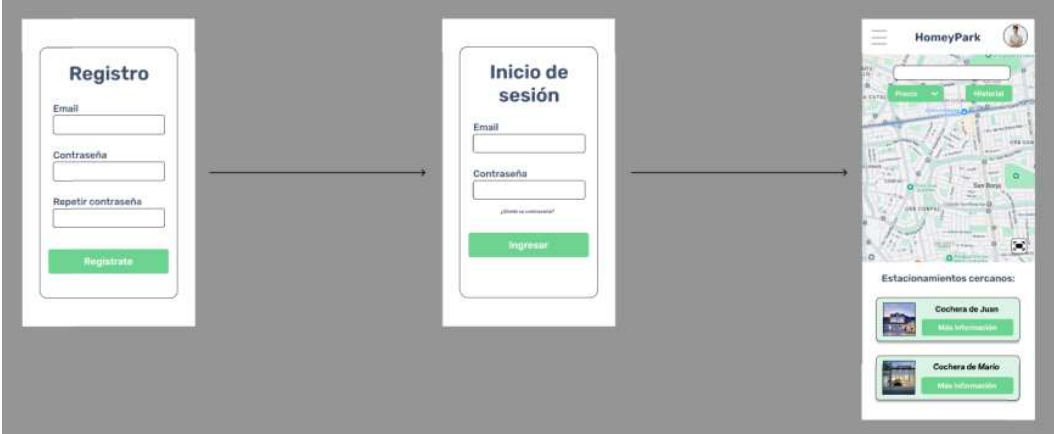 Registro
Email
Contraseña
Repetir contraseña
Registrate
Inicio de
sesión
Email
Contraseña
¿Olvidó su contraseña?
Ingresar
HomeyPark
Precio
Historial
San Borja
Estacionamientos cercanos:
Cochera de Juan
Más información
Cochera de Mario
Más información